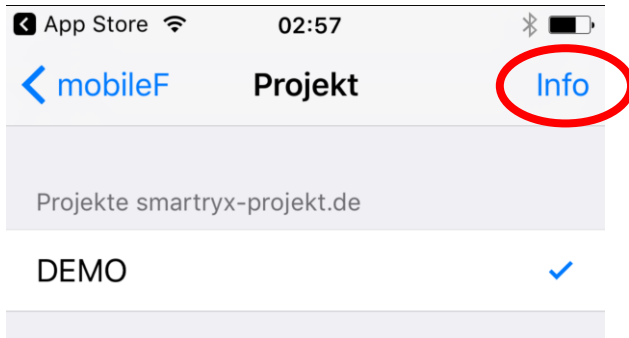 App Store 02:57
mobileF Projekt Info
Projekte smartryx-projekt.de
DEMO